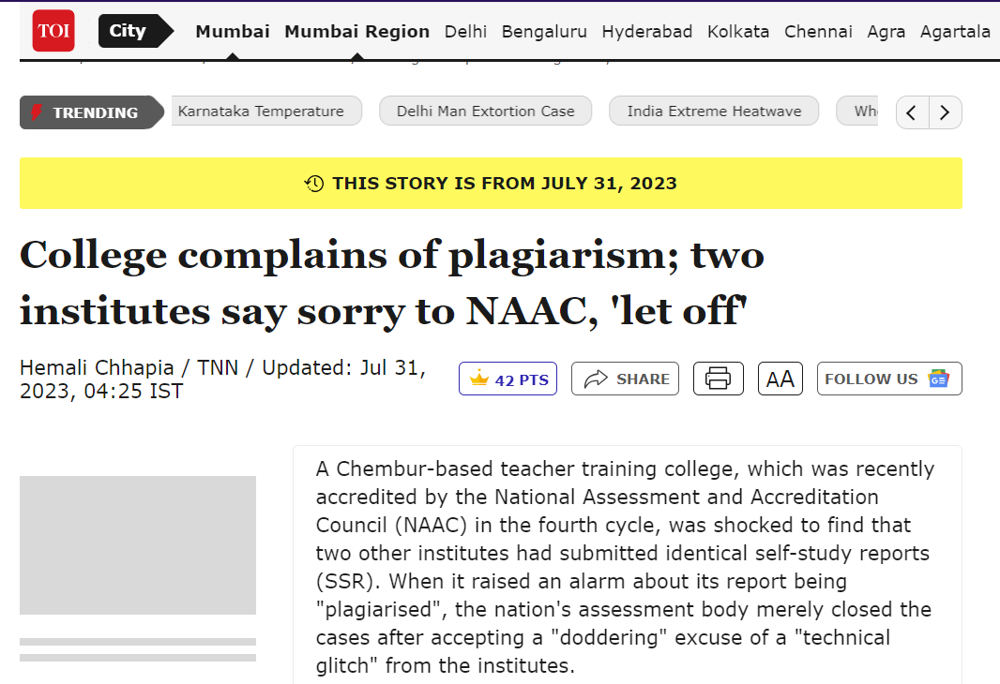 TOI City Mumbai Mumbai Region Delhi Bengaluru Hyderabad Kolkata Chennai Agra Agartala
TRENDING Karnataka Temperature Delhi Man Extortion Case India Extreme Heatwave
THIS STORY IS FROM JULY 31, 2023
College complains of plagiarism; two
institutes say sorry to NAAC, 'let off'
Hemali Chhapia / TNN / Updated: Jul 31,
2023, 04:25 IST
42 PTS SHARE AA FOLLOW US GE
A Chembur-based teacher training college, which was recently
accredited by the National Assessment and Accreditation
Council (NAAC) in the fourth cycle, was shocked to find that
two other institutes had submitted identical self-study reports
(SSR). When it raised an alarm about its report being
"plagiarised", the nation's assessment body merely closed the
cases after accepting a "doddering" excuse of a "technical
glitch" from the institutes.